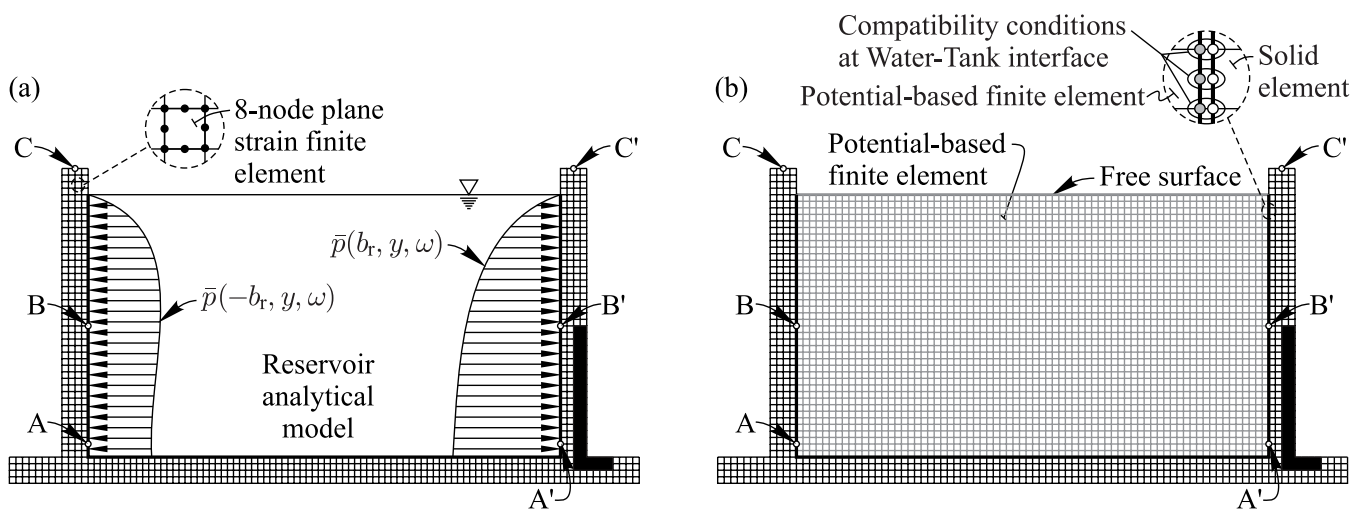 (a)
8-node plane
strain finite
element
C
C'
p̄(b_r, y, ω)
p̄(−b_r, y, ω)
B
B'
Reservoir
analytical
model
A
A'
(b)
Compatibility conditions
at Water-Tank interface
Potential-based finite element
Solid
element
C
C'
Potential-based
finite element
Free surface
B
B'
A
A'